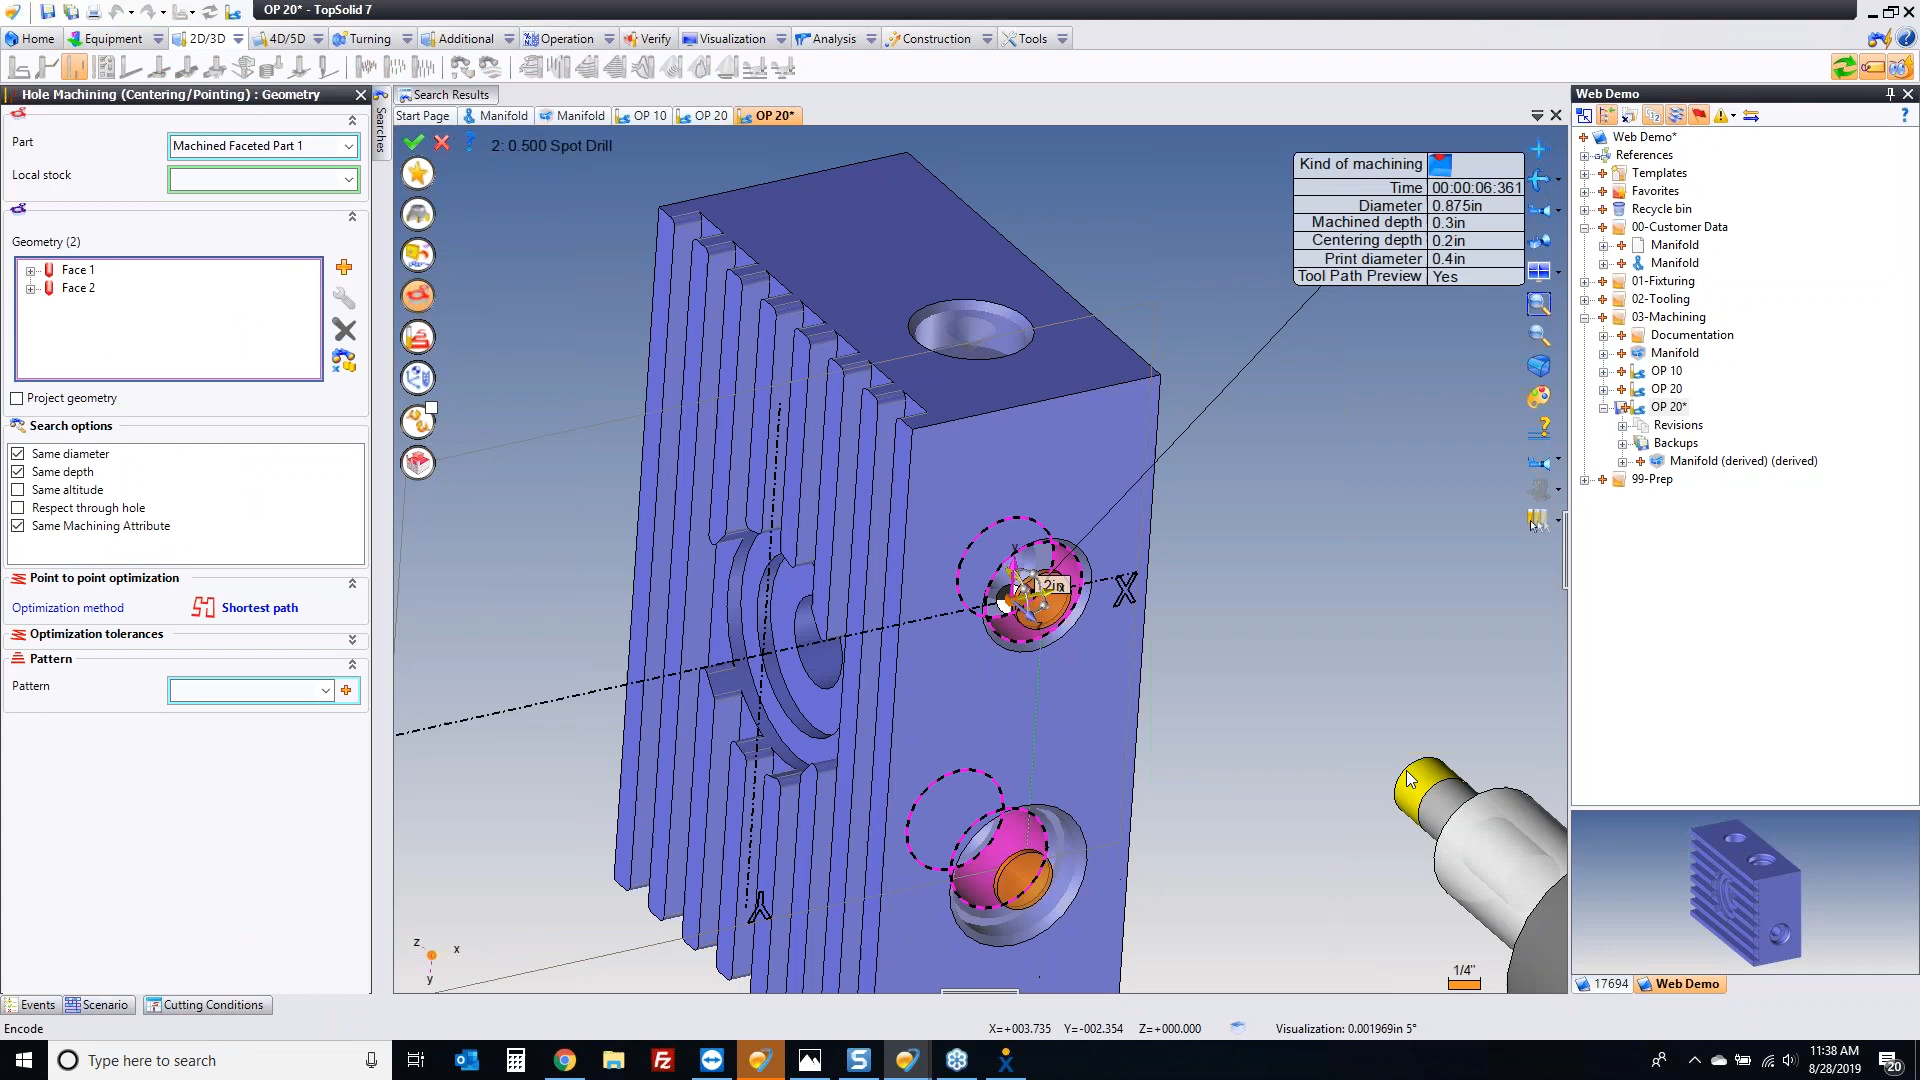 OP 20* - TopSolid 7
Home
Equipment
2D/3D
4D/5D
Turning
Additional
Operation
Verify
Visualization
Analysis
Construction
Tools
Hole Machining (Centering/Pointing) : Geometry
Part
Machined Faceted Part 1
Local stock
Geometry (2)
Face 1
Face 2
Project geometry
Search options
Same diameter
Same depth
Same altitude
Respect through hole
Same Machining Attribute
Point to point optimization
Optimization method
Shortest path
Optimization tolerances
Pattern
Pattern
Searches
Search Results
Start Page
Manifold
Manifold
OP 10
OP 20
OP 20*
2: 0.500 Spot Drill
Kind of machining
Time 00:00:06:361
Diameter 0.875in
Machined depth 0.3in
Centering depth 0.2in
Print diameter 0.4in
Tool Path Preview Yes
X
Y
z
x
y
1/4"
Web Demo
Web Demo*
References
Templates
Favorites
Recycle bin
00-Customer Data
Manifold
Manifold
01-Fixturing
02-Tooling
03-Machining
Documentation
Manifold
OP 10
OP 20
OP 20*
Revisions
Backups
Manifold (derived) (derived)
99-Prep
17694
Web Demo
Events
Scenario
Cutting Conditions
Encode
X=+003.735 Y=-002.354 Z=+000.000
Visualization: 0.001969in 5°
Type here to search
11:38 AM
8/28/2019
20